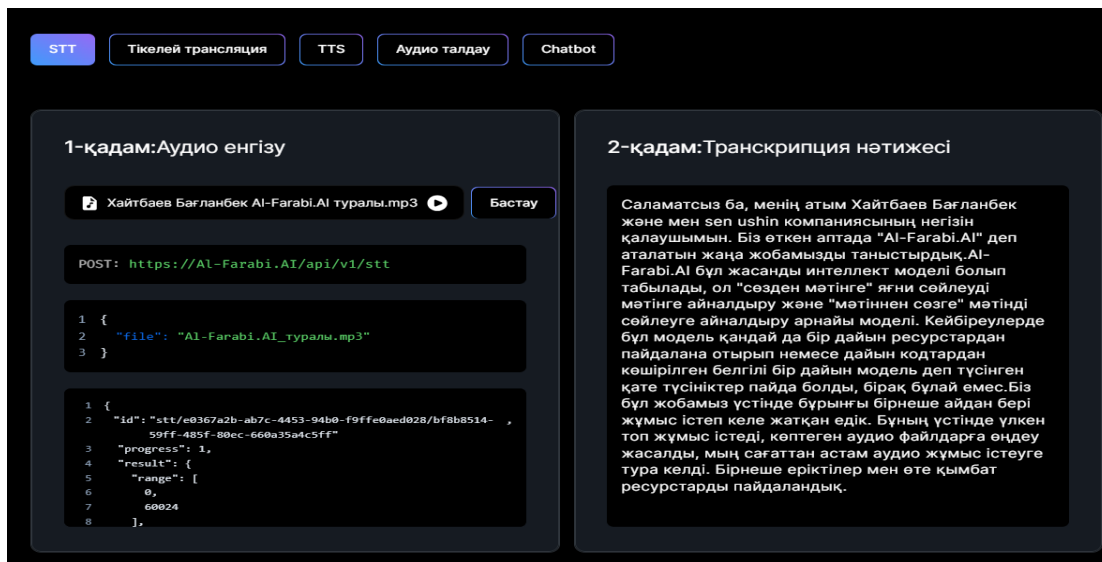 STT
Тікелей трансляция
TTS
Аудио талдау
Chatbot
1-қадам:Аудио енгізу
Хайтбаев Бағланбек Al-Farabi.AI туралы.mp3
Бастау
POST: https://Al-Farabi.AI/api/v1/stt
1 {
2 "file": "Al-Farabi.AI_туралы.mp3"
3 }
1 {
2 "id": "stt/e0367a2b-ab7c-4453-94b0-f9ffe0aed028/bf8b8514- ,
59ff-485f-80ec-660a35a4c5ff"
3 "progress": 1,
4 "result": {
5 "range": [
6 0,
7 60024
8 ],
2-қадам:Транскрипция нәтижесі
Саламатсыз ба, менің атым Хайтбаев Бағланбек
және мен sen ushin компаниясының негізін
қалаушымын. Біз өткен аптада "Al-Farabi.AI" деп
аталатын жаңа жобамызды таныстырдық.Al-
Farabi.AI бұл жасанды интеллект моделі болып
табылады, ол "сөзден мәтінге" яғни сөйлеуді
мәтінге айналдыру және "мәтіннен сөзге" мәтінді
сөйлеуге айналдыру арнайы моделі. Кейбіреулерде
бұл модель қандай да бір дайын ресурстардан
пайдалана отырып немесе дайын кодтардан
көшірілген белгілі бір дайын модель деп түсінген
қате түсініктер пайда болды, бірақ бұлай емес.Біз
бұл жобамыз үстінде бұрынғы бірнеше айдан бері
жұмыс істеп келе жатқан едік. Бұның үстінде үлкен
топ жұмыс істеді, көптеген аудио файлдарға өңдеу
жасалды, мың сағаттан астам аудио жұмыс істеуге
тура келді. Бірнеше еріктілер мен өте қымбат
ресурстарды пайдаландық.